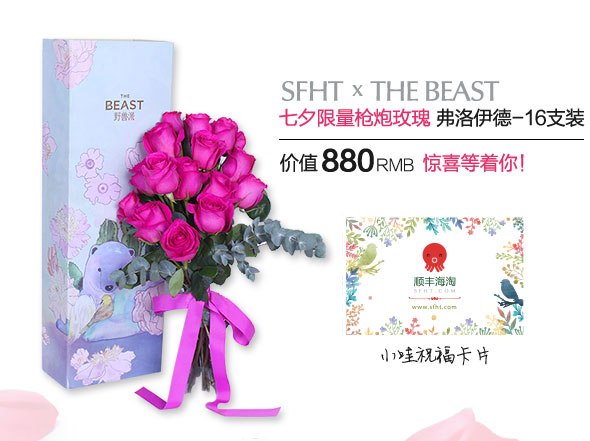 THE
BEAST
野兽派
SFHT x THE BEAST
七夕限量枪炮玫瑰 弗洛伊德-16支装
价值880RMB 惊喜等着你!
顺丰海淘
SFHT.COM
www.sfht.com
小哇祝福卡片